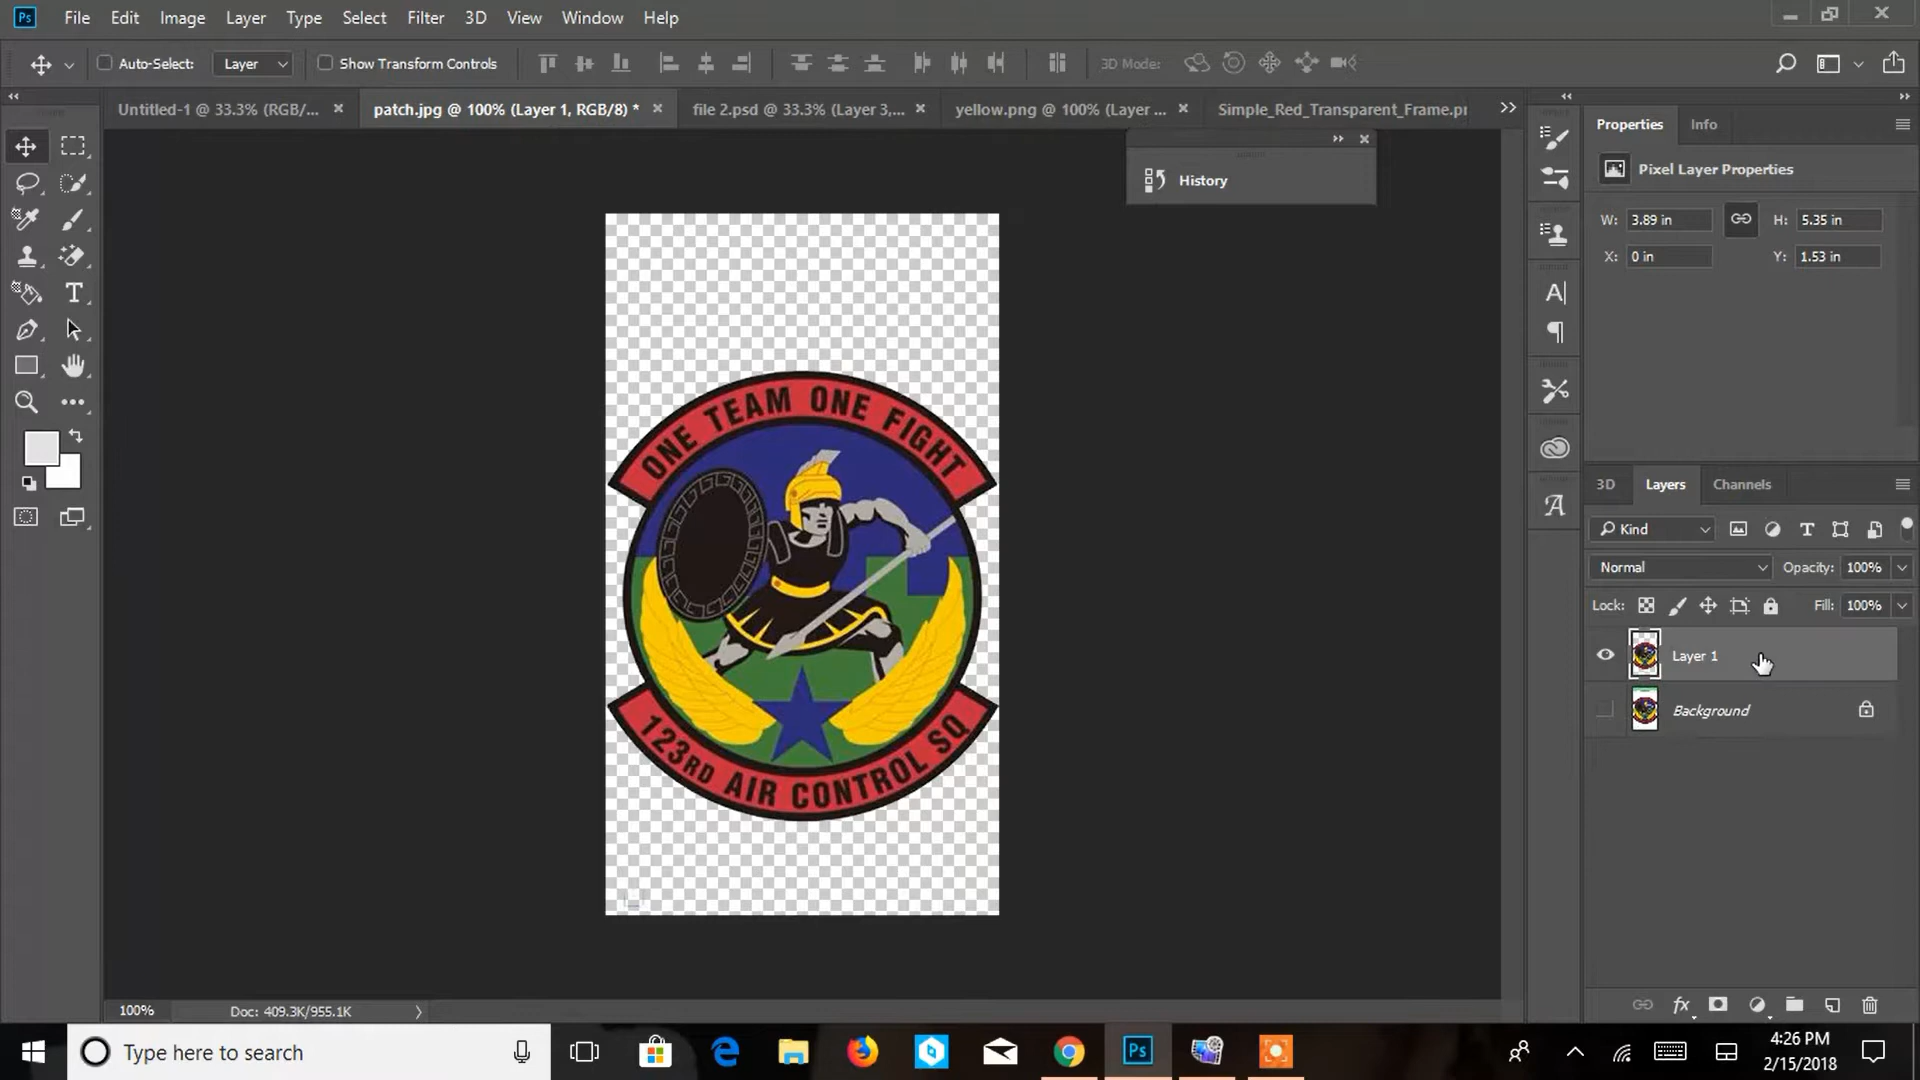 Ps File Edit Image Layer Type Select Filter 3D View Window Help
Auto-Select: Layer Show Transform Controls 3D Mode:
Untitled-1 @ 33.3% (RGB/... patch.jpg @ 100% (Layer 1, RGB/8) * file 2.psd @ 33.3% (Layer 3,... yellow.png @ 100% (Layer ... Simple_Red_Transparent_Frame.pr
History
Properties Info
Pixel Layer Properties
W: 3.89 in H: 5.35 in
X: 0 in Y: 1.53 in
ONE TEAM ONE FIGHT
123RD AIR CONTROL SQ
3D Layers Channels
Kind
Normal Opacity: 100%
Lock: Fill: 100%
Layer 1
Background
fx
100% Doc: 409.3K/955.1K
Type here to search
Ps
4:26 PM
2/15/2018